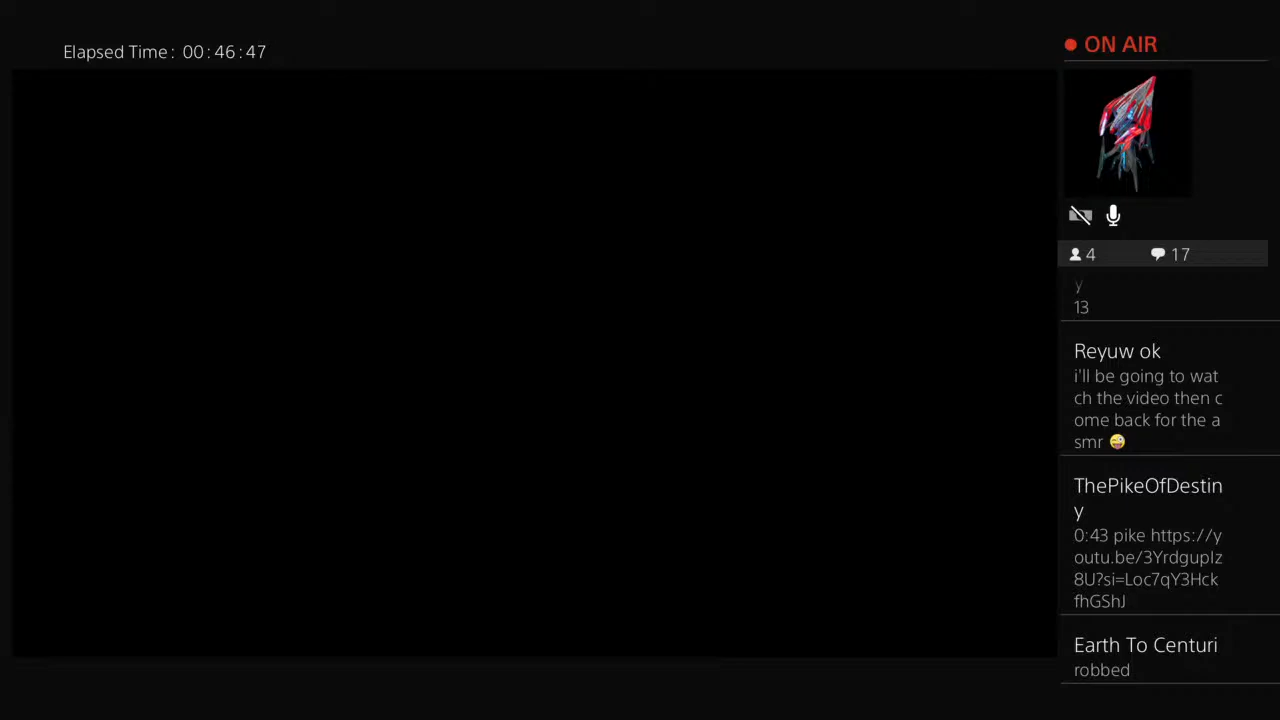 Elapsed Time: 00:46:47
ON AIR
4 17
y
13
Reyuw ok
i'll be going to wat
ch the video then c
ome back for the a
smr 😜
ThePikeOfDestin
y
0:43 pike https://y
outu.be/3YrdgupIz
8U?si=Loc7qY3Hck
fhGShJ
Earth To Centuri
robbed